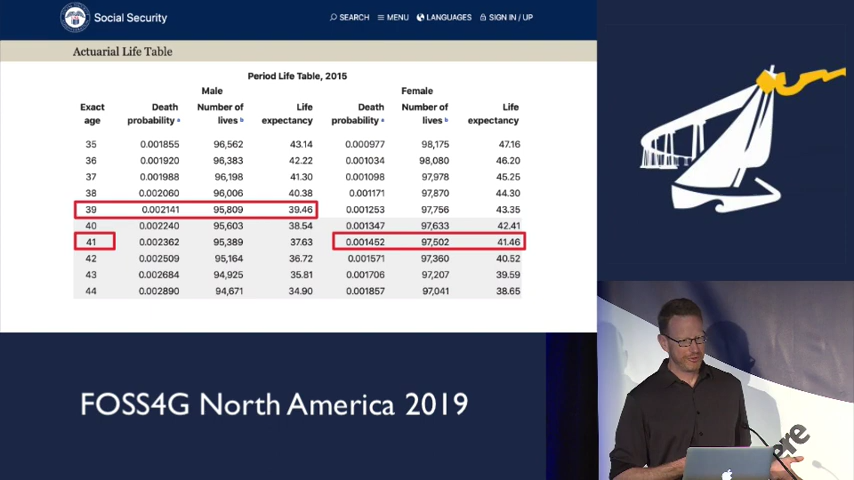 Social Security
SEARCH MENU LANGUAGES SIGN IN / UP
Actuarial Life Table
Period Life Table, 2015
Male Female
Exact Death Number of Life Death Number of Life
age probability a lives b expectancy probability a lives b expectancy
35 0.001855 96,562 43.14 0.000977 98,175 47.16
36 0.001920 96,383 42.22 0.001034 98,080 46.20
37 0.001988 96,198 41.30 0.001098 97,978 45.25
38 0.002060 96,006 40.38 0.001171 97,870 44.30
39 0.002141 95,809 39.46 0.001253 97,756 43.35
40 0.002240 95,603 38.54 0.001347 97,633 42.41
41 0.002362 95,389 37.63 0.001452 97,502 41.46
42 0.002509 95,164 36.72 0.001571 97,360 40.52
43 0.002684 94,925 35.81 0.001706 97,207 39.59
44 0.002890 94,671 34.90 0.001857 97,041 38.65
FOSS4G North America 2019